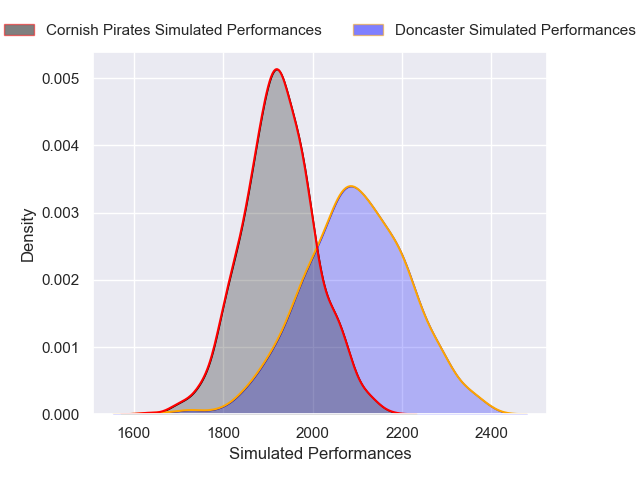 Cornish Pirates Simulated Performances Doncaster Simulated Performances
0.005
0.004
0.003
0.002
0.001
0.000
Density
1600 1800 2000 2200 2400
Simulated Performances